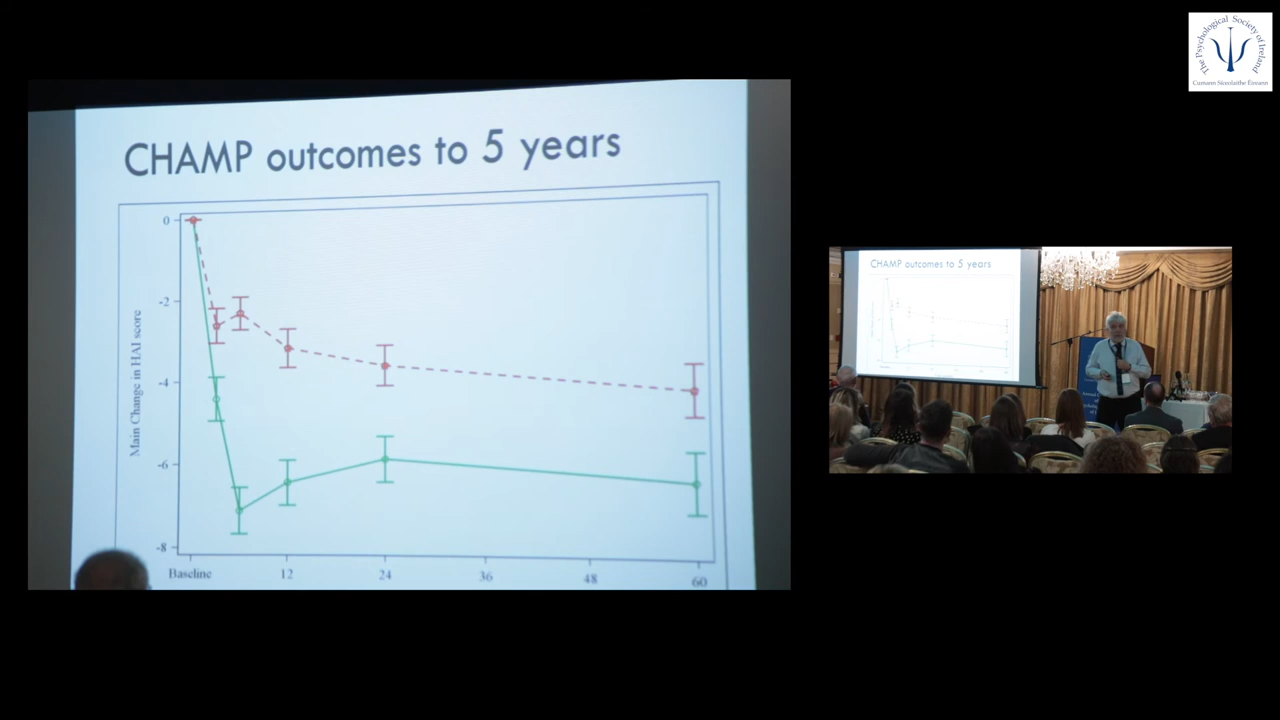 The Psychological Society of Ireland
Cumann Síceolaithe Éireann
CHAMP outcomes to 5 years
Main Change in HAI score
0
-2
-4
-6
-8
Baseline
12
24
36
48
60
CHAMP outcomes to 5 years